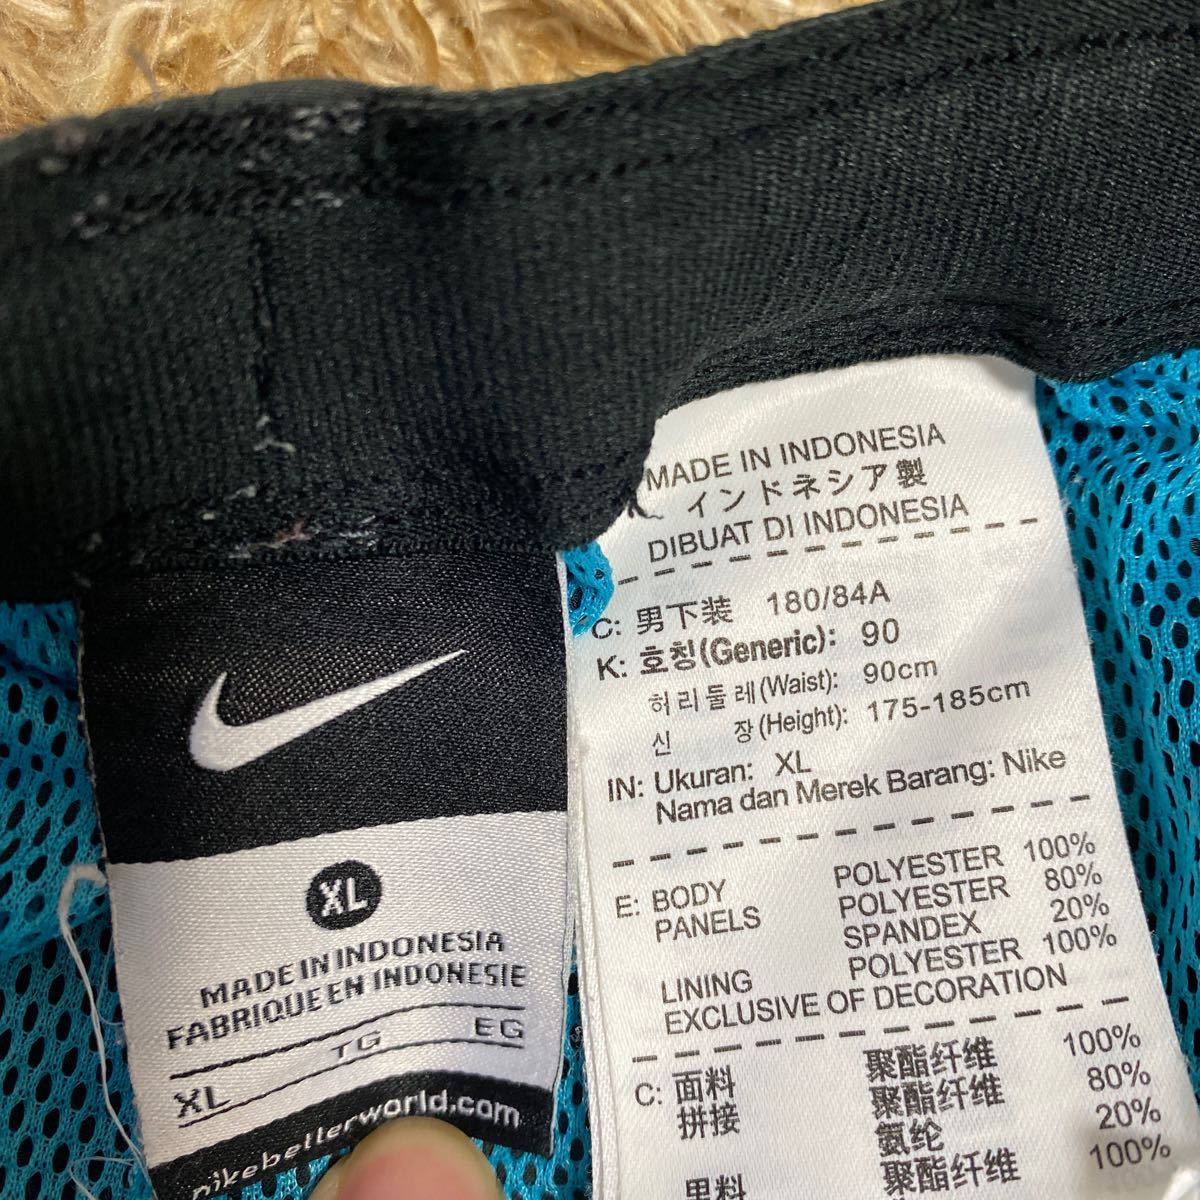 XL
MADE IN INDONESIA
FABRIQUE EN INDONESIE
XL TG EG
nikebetterworld.com
MADE IN INDONESIA
インドネシア製
DIBUAT DI INDONESIA
C: 男下装 180/84A
K: 호칭(Generic): 90
허리둘레(Waist): 90cm
신 장(Height): 175-185cm
IN: Ukuran: XL
Nama dan Merek Barang: Nike
E: BODY POLYESTER 100%
PANELS POLYESTER 80%
SPANDEX 20%
LINING POLYESTER 100%
EXCLUSIVE OF DECORATION
C: 面料 聚酯纤维 100%
拼接 聚酯纤维 80%
氨纶 20%
里料 聚酯纤维 100%